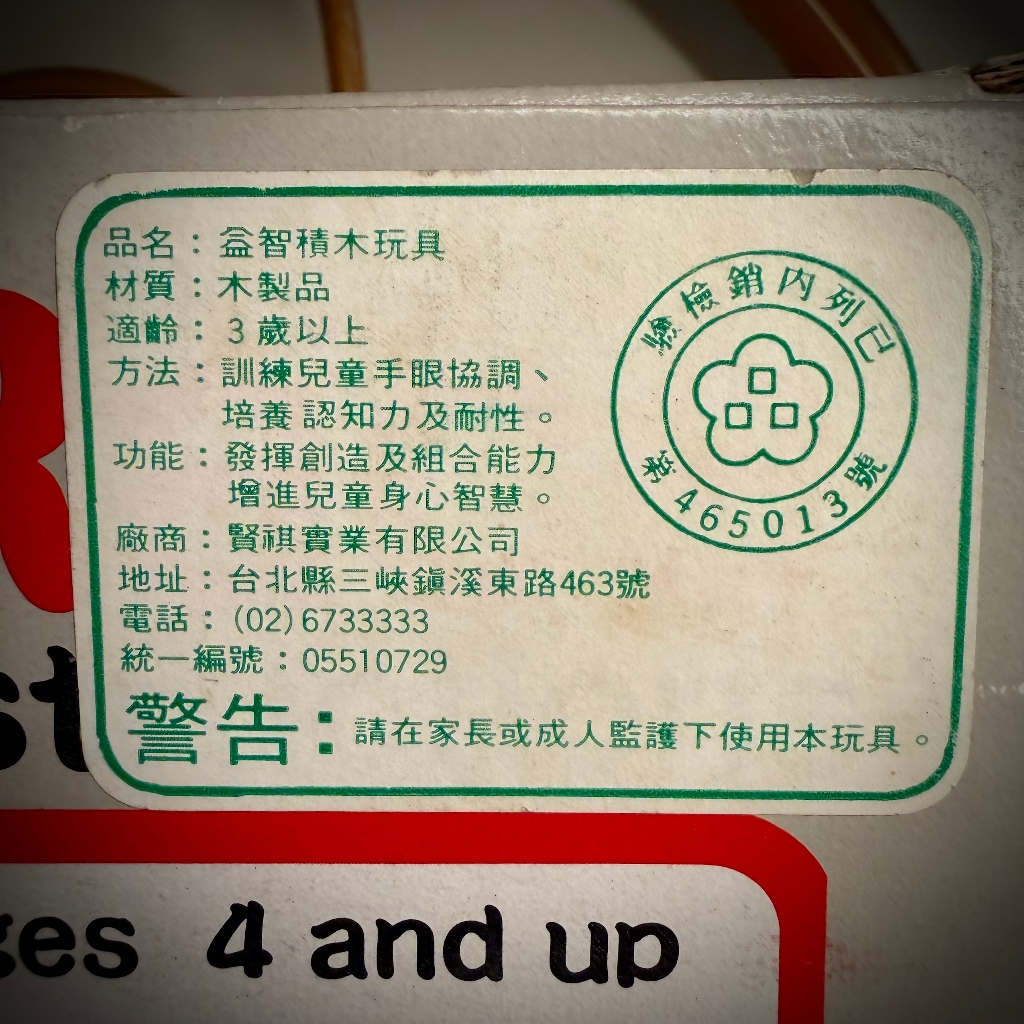 品名：益智積木玩具
材質：木製品
適齡：3歲以上
方法：訓練兒童手眼協調、
培養認知力及耐性。
功能：發揮創造及組合能力
增進兒童身心智慧。
廠商：賢祺實業有限公司
地址：台北縣三峽鎮溪東路463號
電話：(02)6733333
統一編號：05510729
警告：請在家長或成人監護下使用本玩具。
已列內銷檢驗
第465013號
st
ges 4 and up